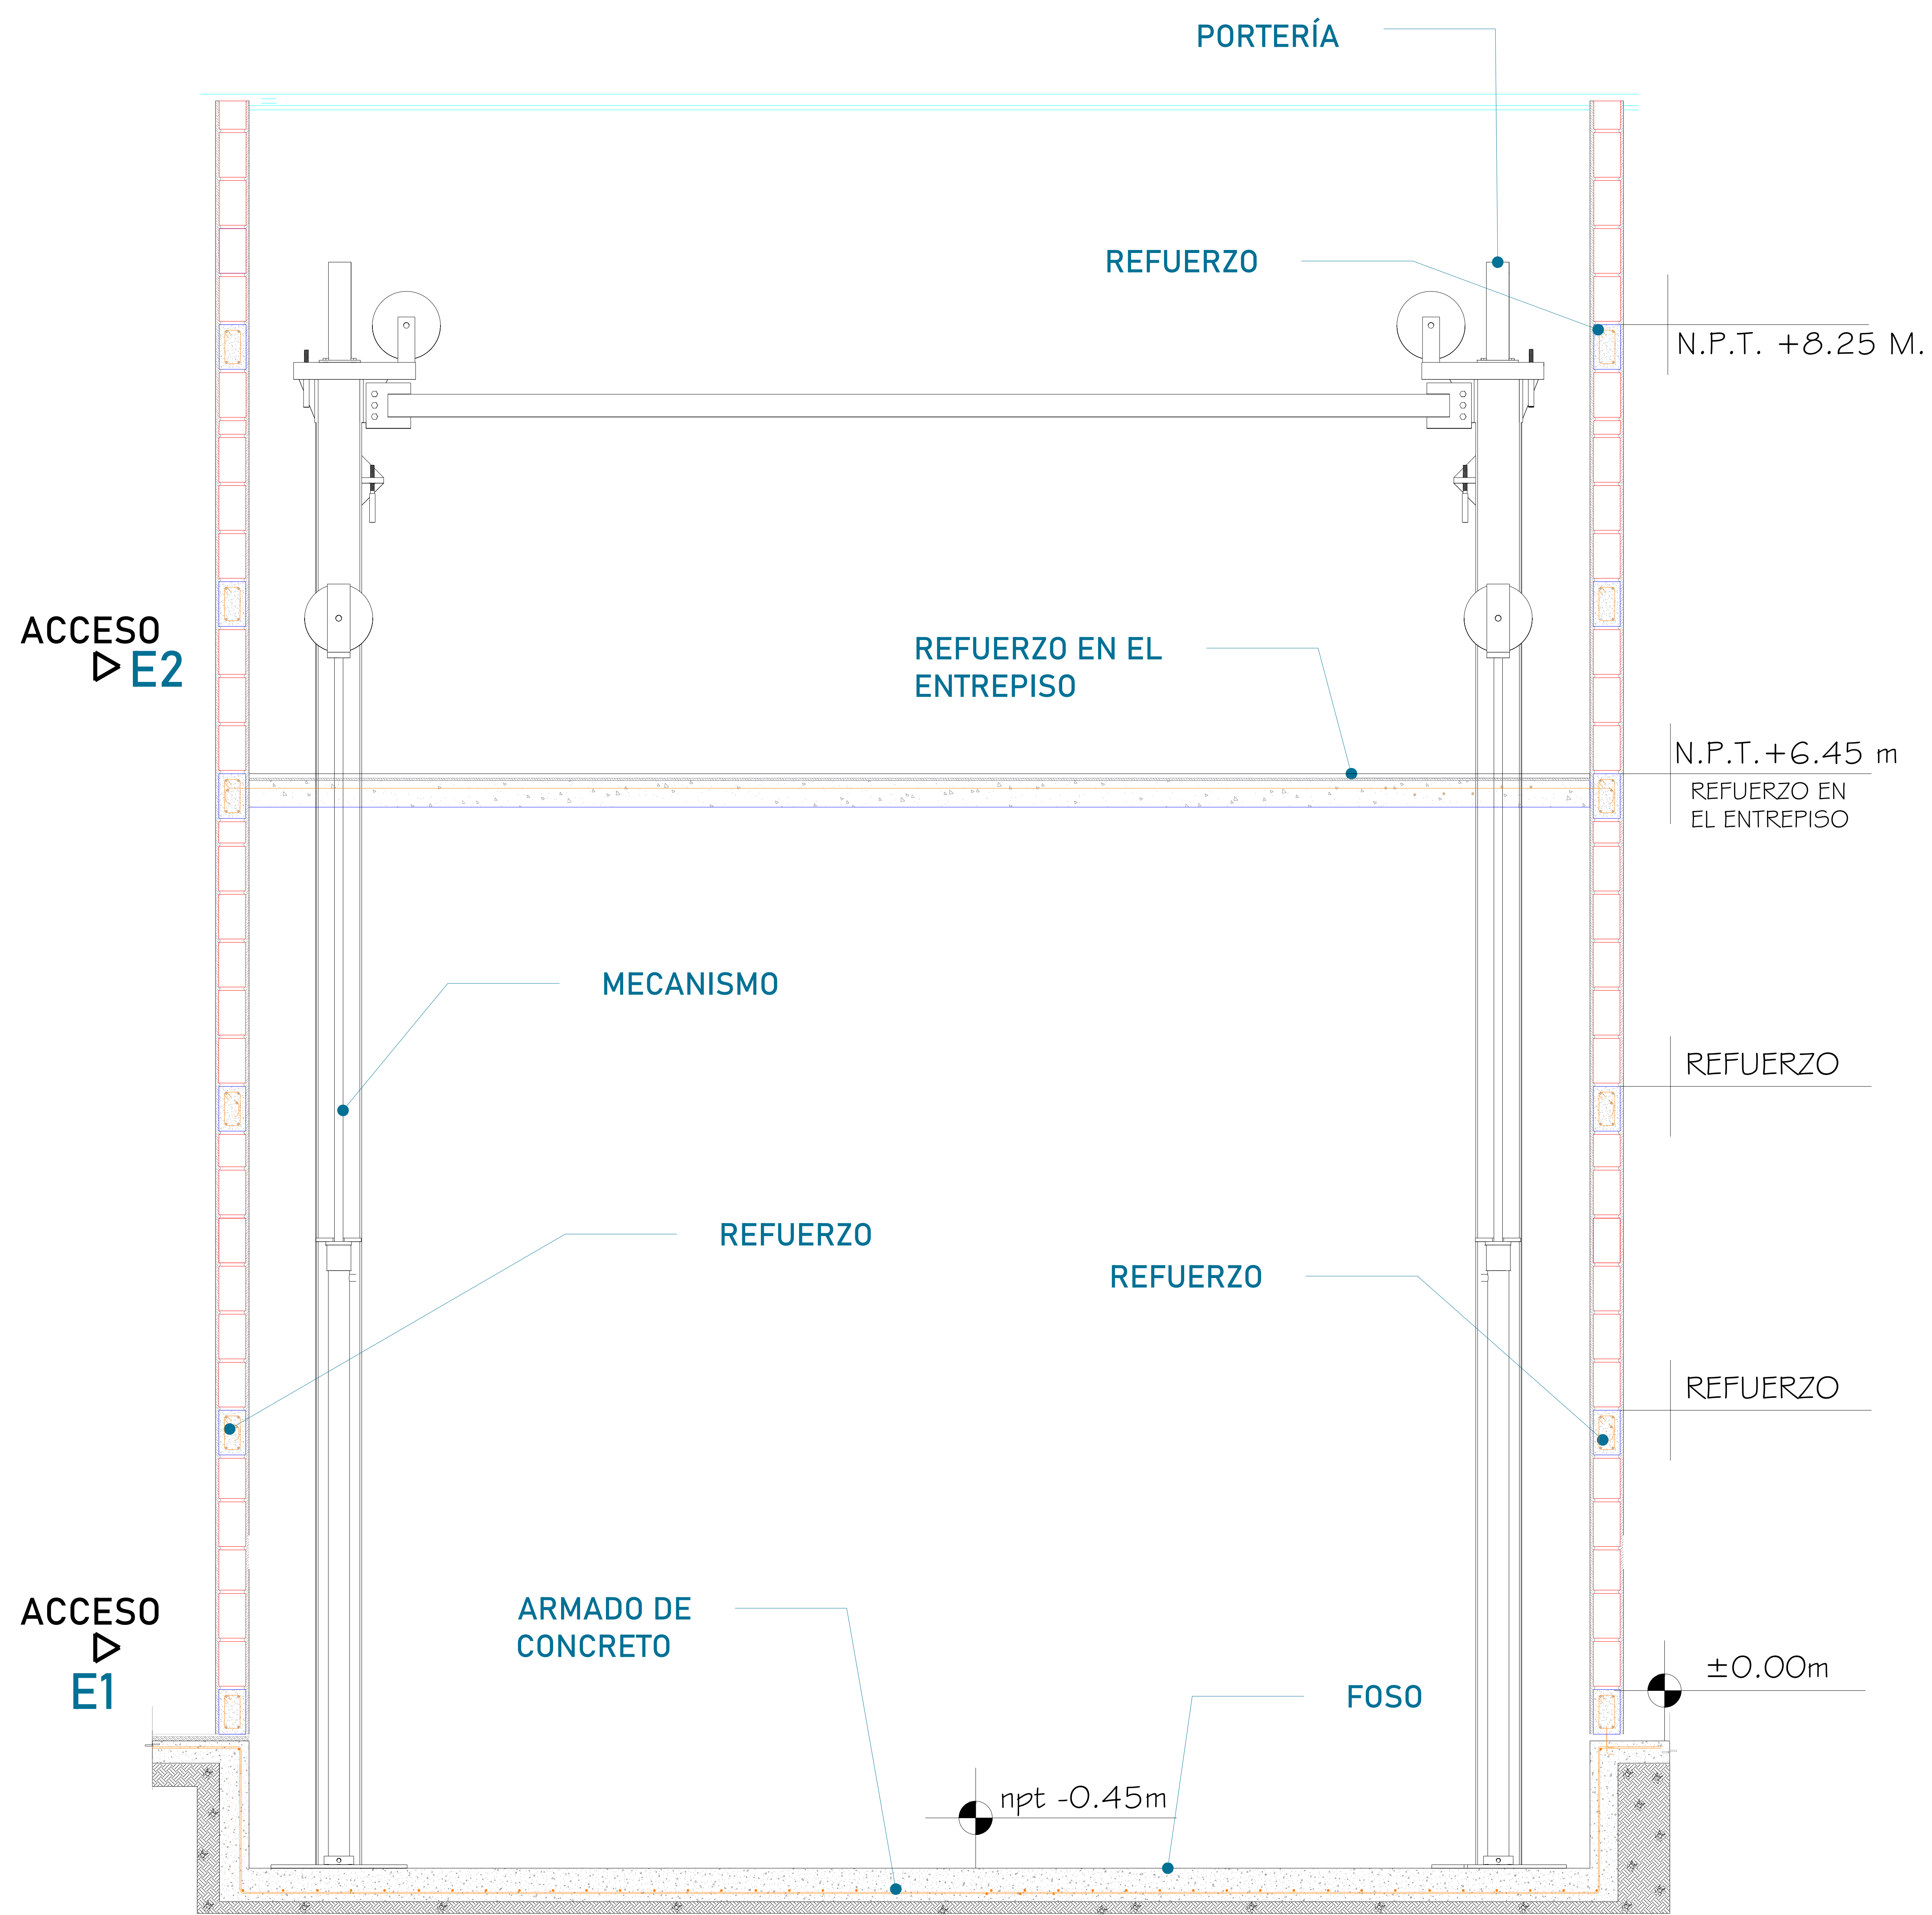 PORTERÍA
REFUERZO
N.P.T. +8.25 M.
ACCESO
E2
REFUERZO EN EL
ENTREPISO
N.P.T.+6.45 m
REFUERZO EN
EL ENTREPISO
MECANISMO
REFUERZO
REFUERZO
REFUERZO
REFUERZO
ACCESO
E1
ARMADO DE
CONCRETO
FOSO
±0.00m
npt -0.45m